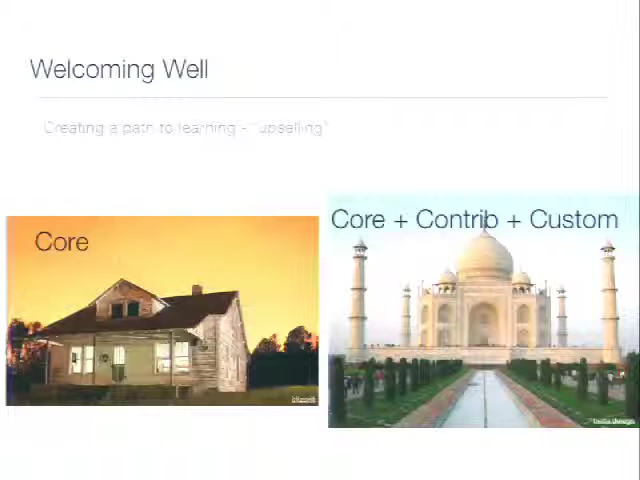 Welcoming Well
Creating a path to learning - "upselling"
Core
Core + Contrib + Custom